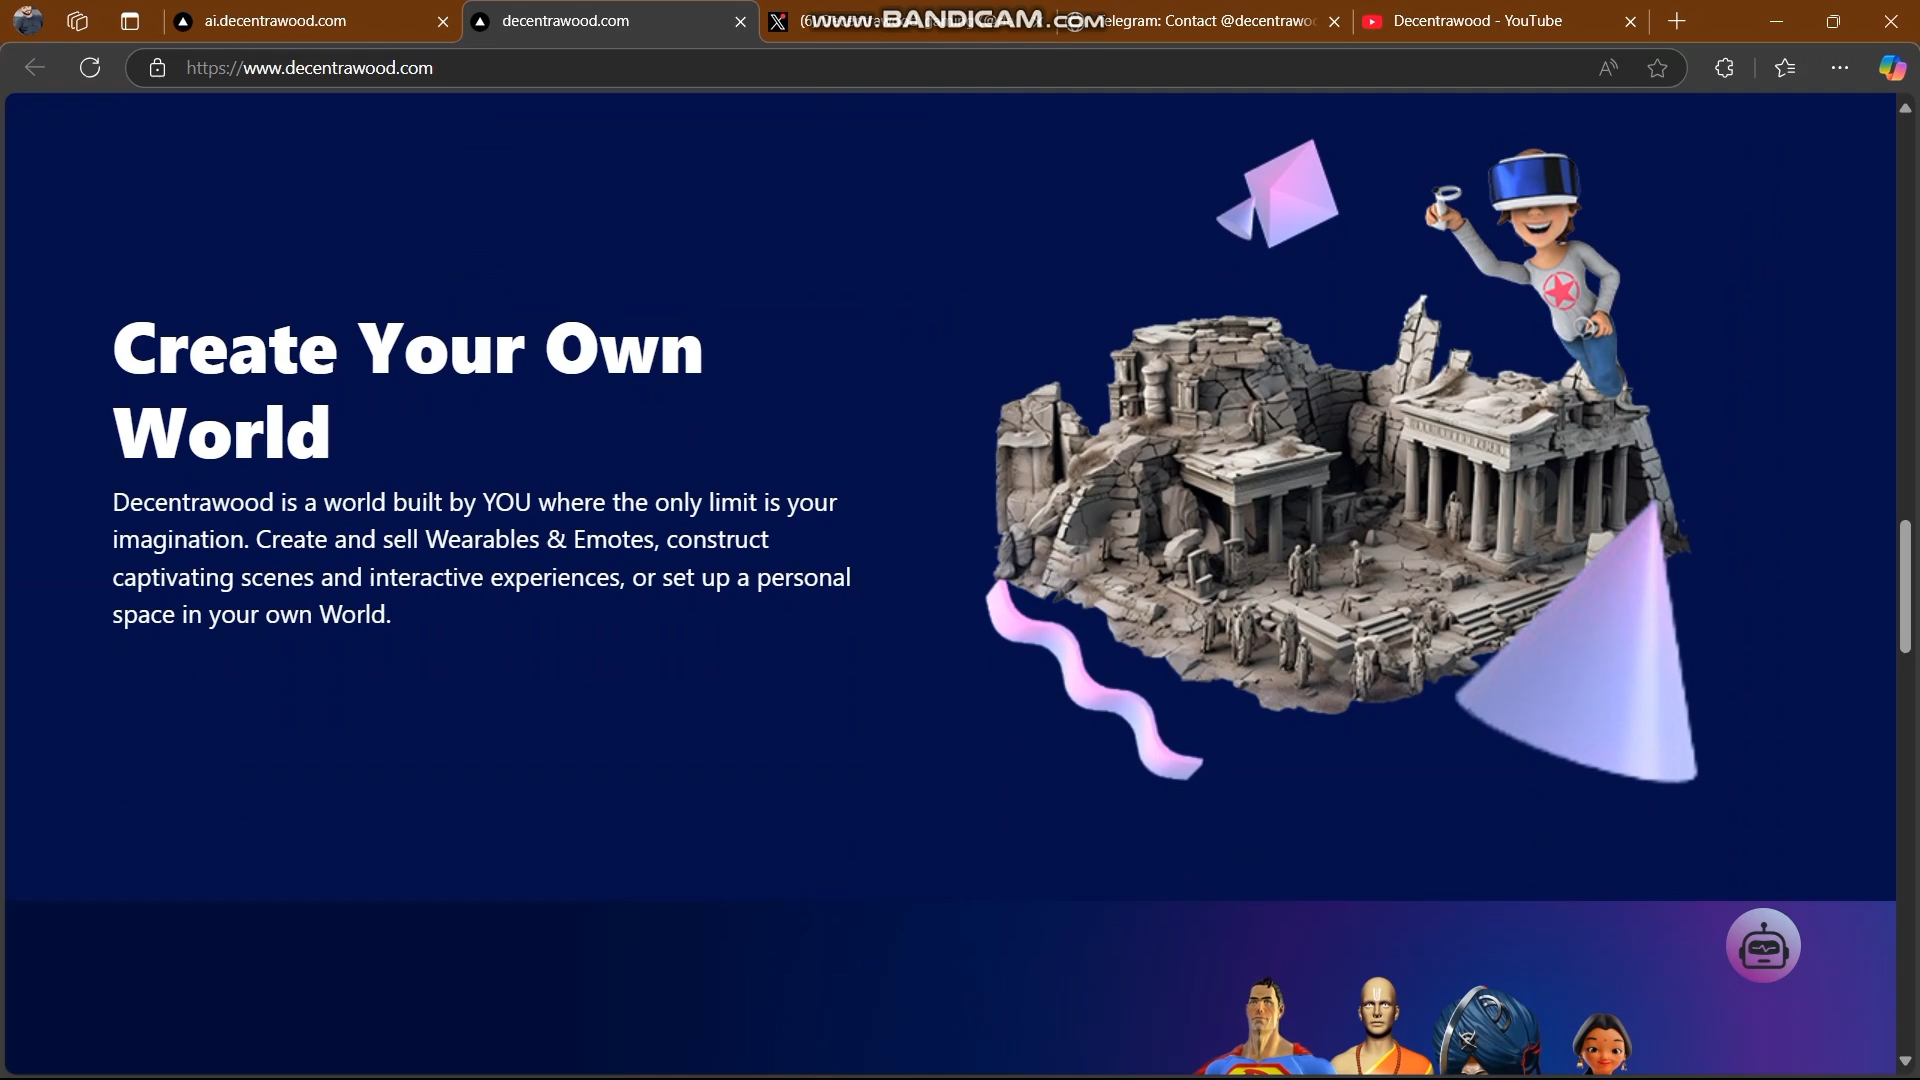 ai.decentrawood.com
decentrawood.com
www.BANDICAM.com
elegram: Contact @decentrawo
Decentrawood - YouTube
https://www.decentrawood.com
Create Your Own
World
Decentrawood is a world built by YOU where the only limit is your
imagination. Create and sell Wearables & Emotes, construct
captivating scenes and interactive experiences, or set up a personal
space in your own World.